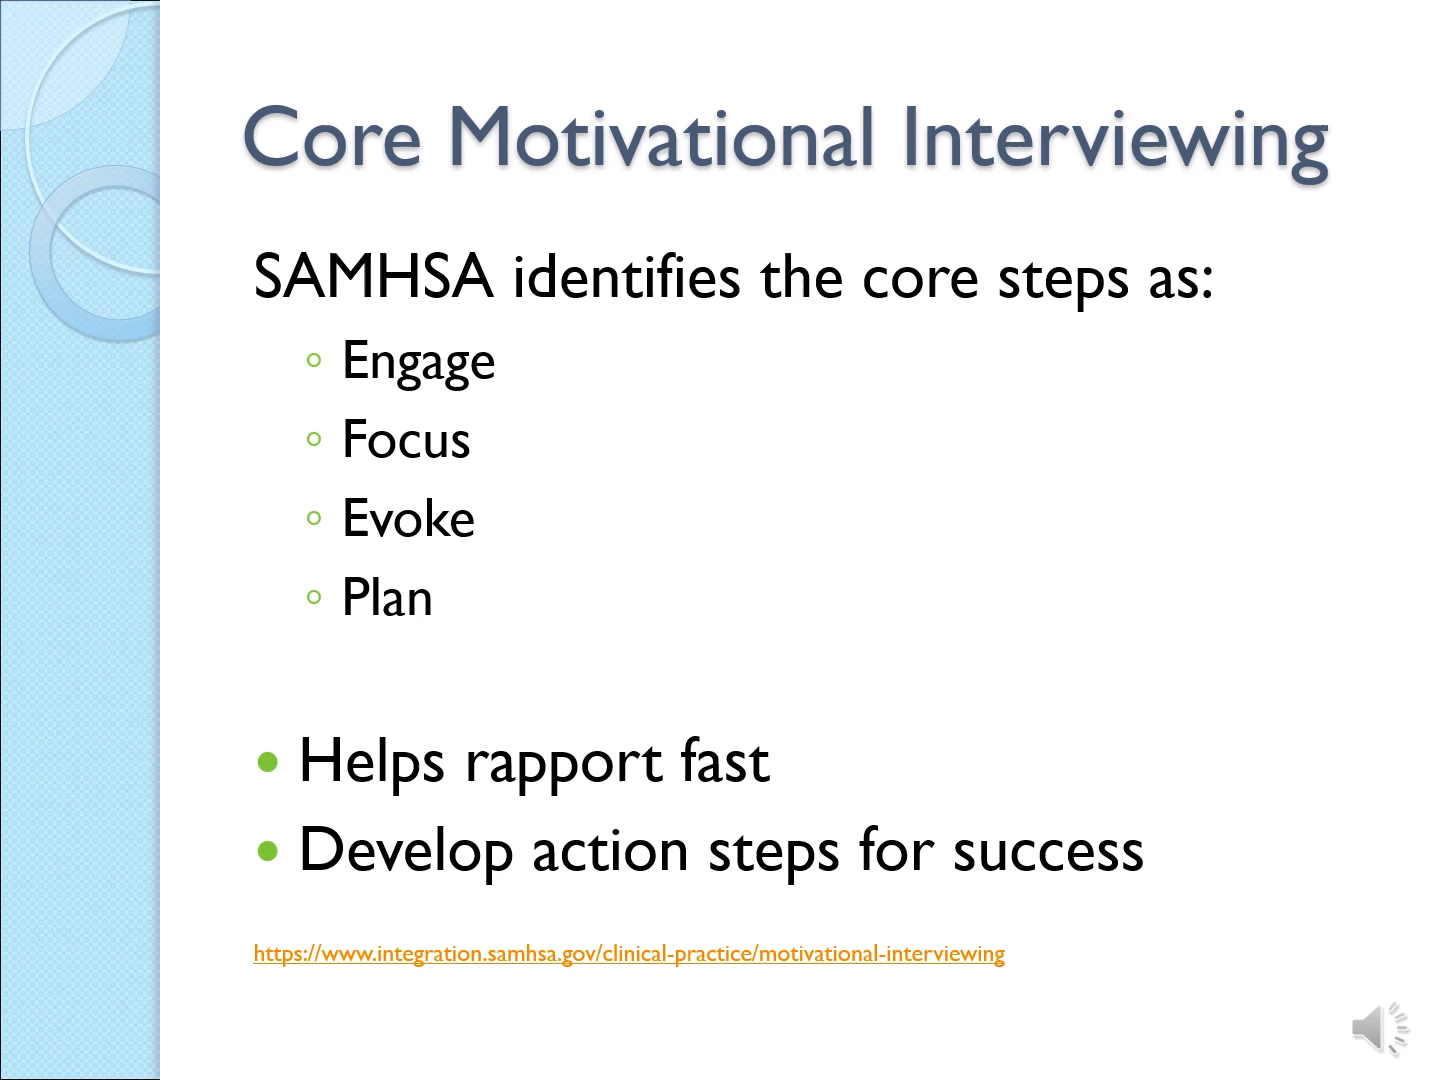 Core Motivational Interviewing
SAMHSA identifies the core steps as:
◦ Engage
◦ Focus
◦ Evoke
◦ Plan
• Helps rapport fast
• Develop action steps for success
https://www.integration.samhsa.gov/clinical-practice/motivational-interviewing